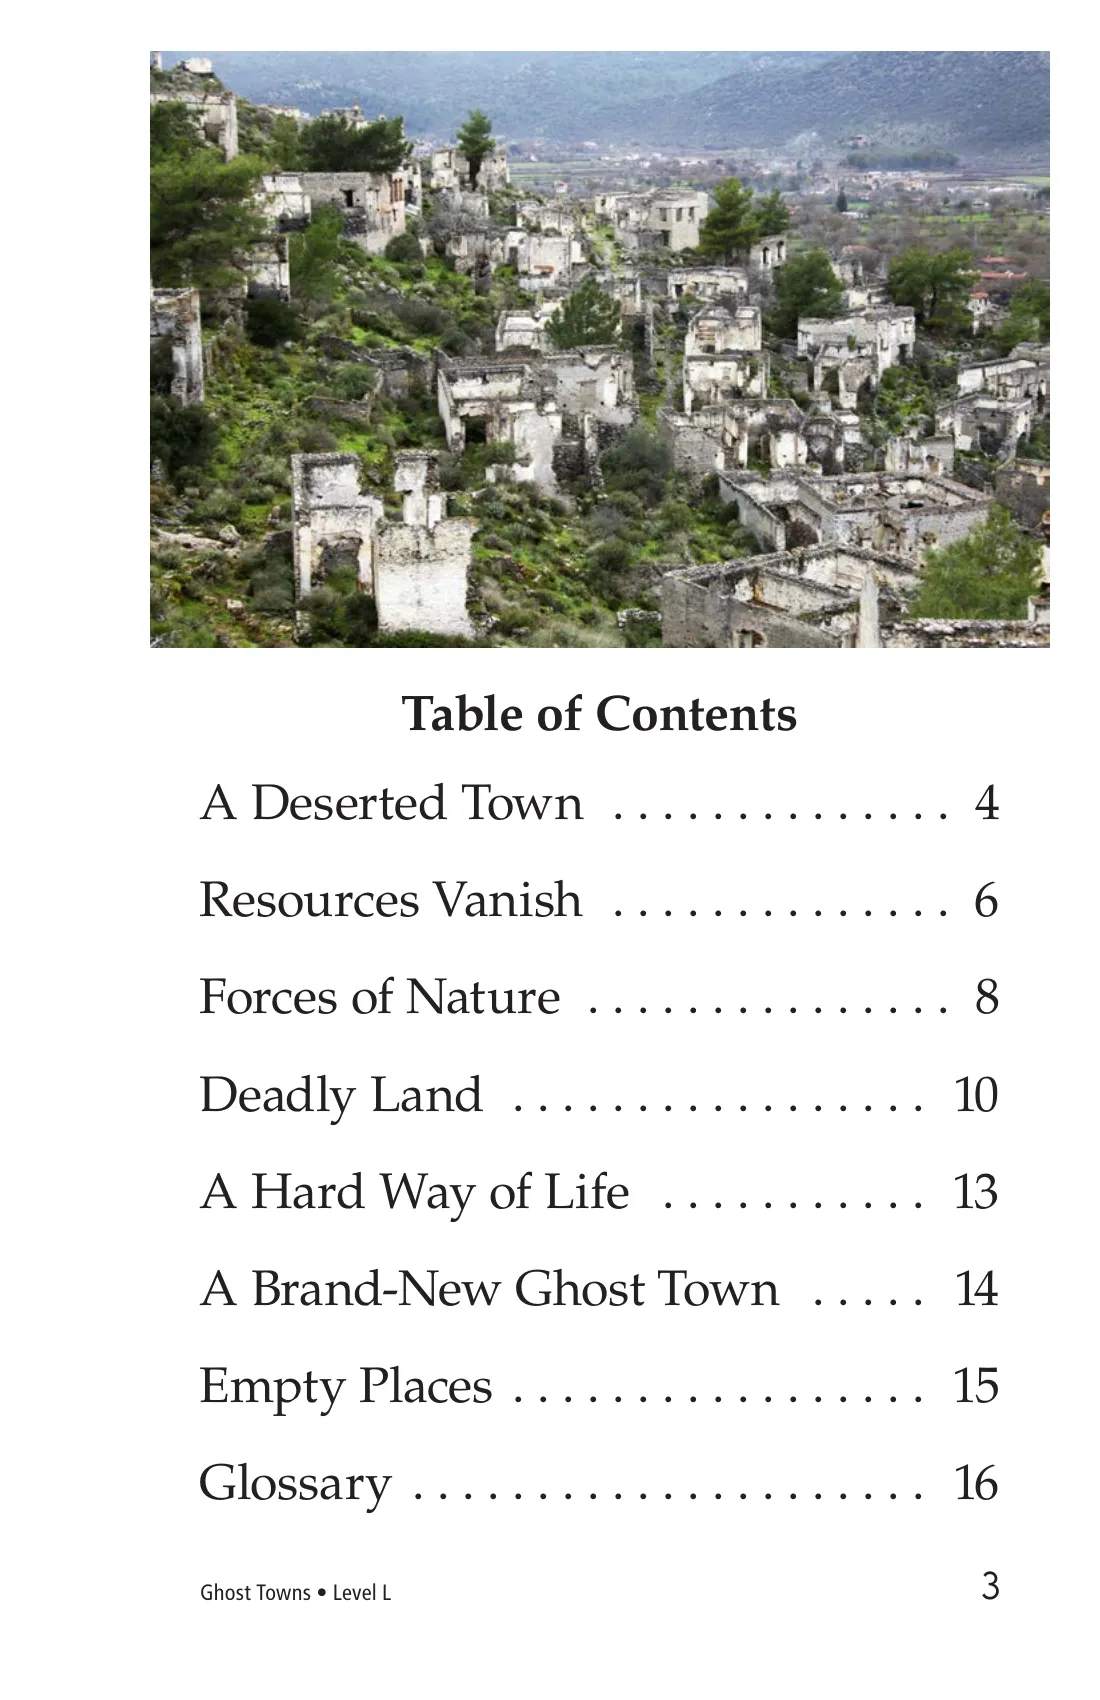 Table of Contents
A Deserted Town . . . . . . . . . . . . . . 4
Resources Vanish . . . . . . . . . . . . . . 6
Forces of Nature . . . . . . . . . . . . . . . 8
Deadly Land . . . . . . . . . . . . . . . . . 10
A Hard Way of Life . . . . . . . . . . . 13
A Brand-New Ghost Town . . . . . 14
Empty Places . . . . . . . . . . . . . . . . . 15
Glossary . . . . . . . . . . . . . . . . . . . . . 16
Ghost Towns • Level L 3